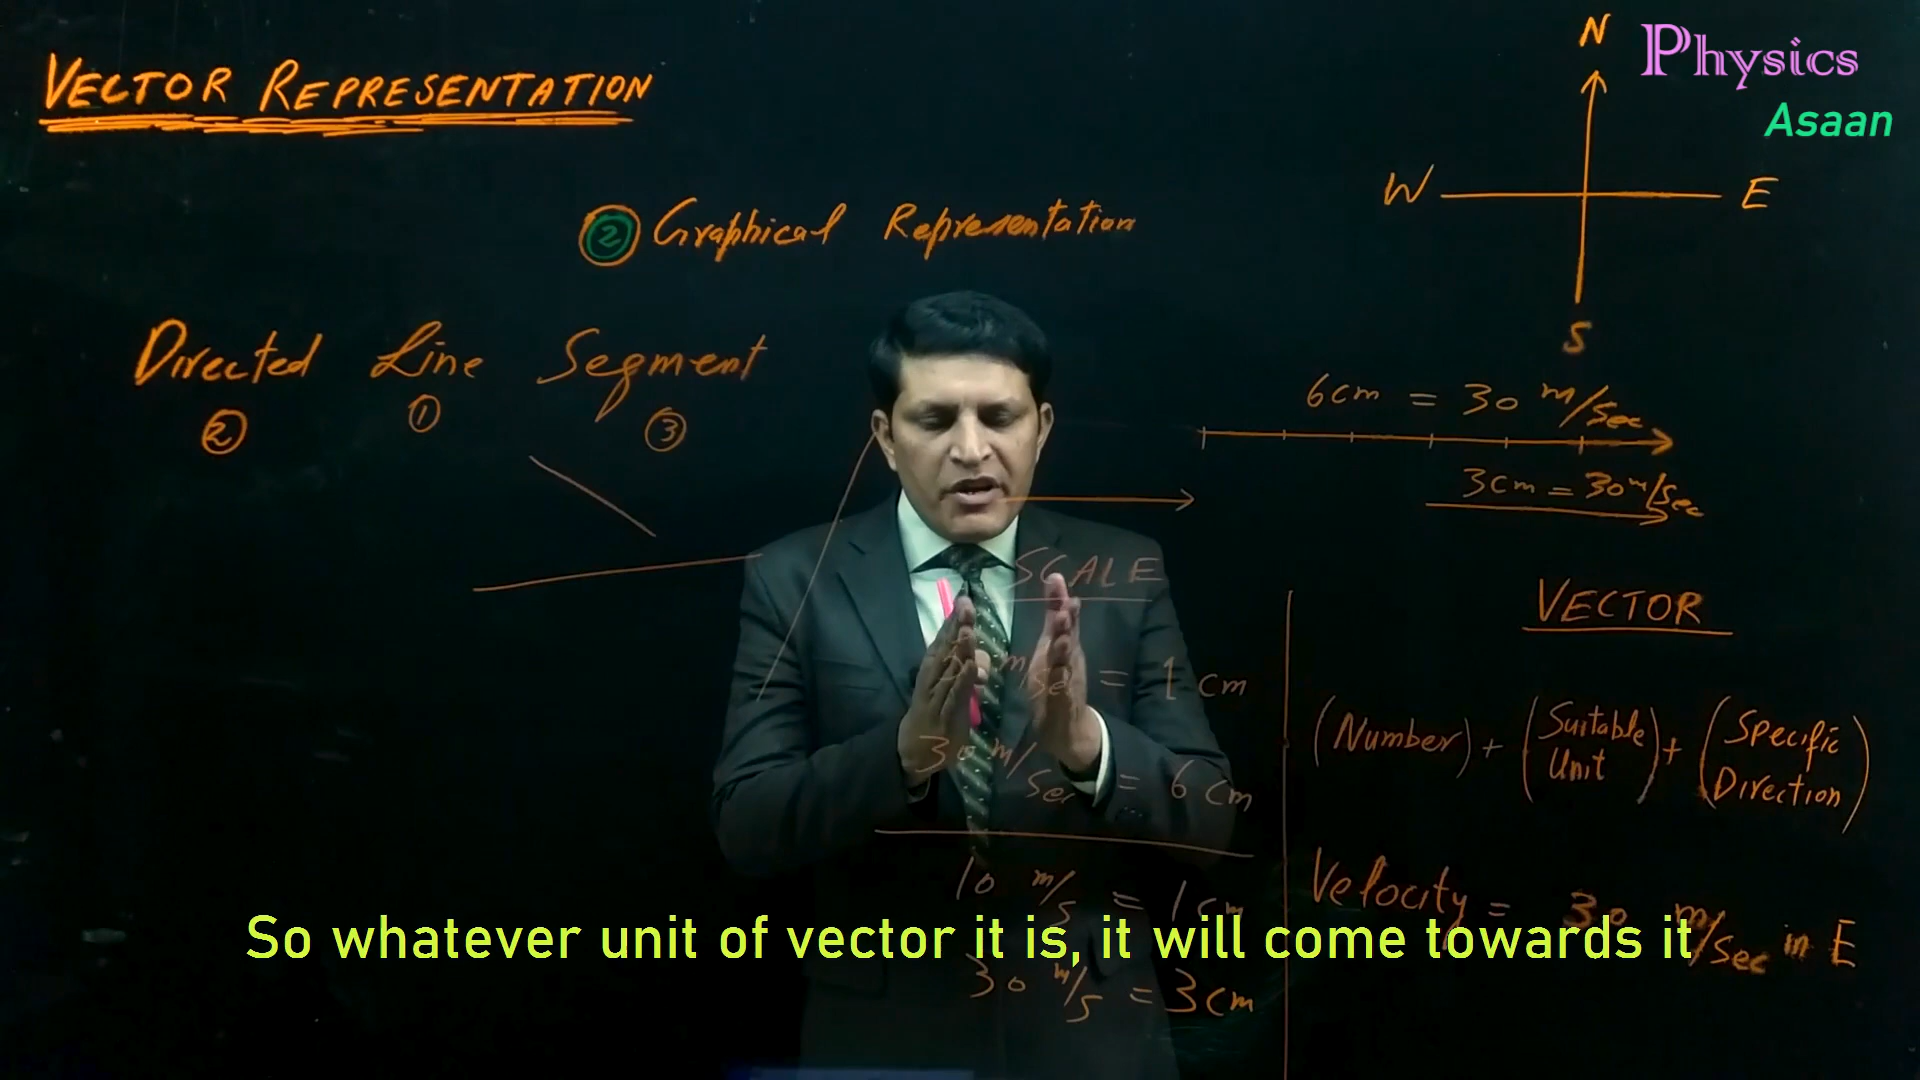 VECTOR REPRESENTATION
N
Physics
Asaan
W E
S
② Graphical Representation
Directed Line Segment
② ① ③
6cm = 30 m/sec
3cm = 30 m/sec
SCALE
m/sec = 1 cm
30 m/sec = 6 cm
10 m/s = 1 cm
30 m/s = 3 cm
VECTOR
(Number) + (Suitable Unit) + (Specific Direction)
Velocity = 30 m/sec in E
So whatever unit of vector it is, it will come towards it